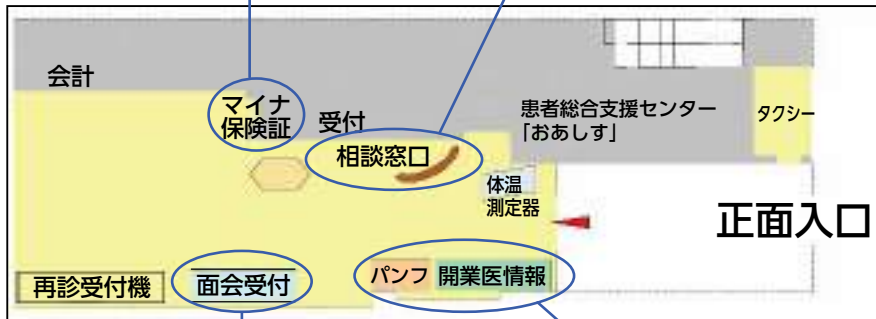 会計
マイナ
保険証
受付
相談窓口
患者総合支援センター
「おあしす」
タクシー
体温
測定器
正面入口
再診受付機
面会受付
パンフ
開業医情報